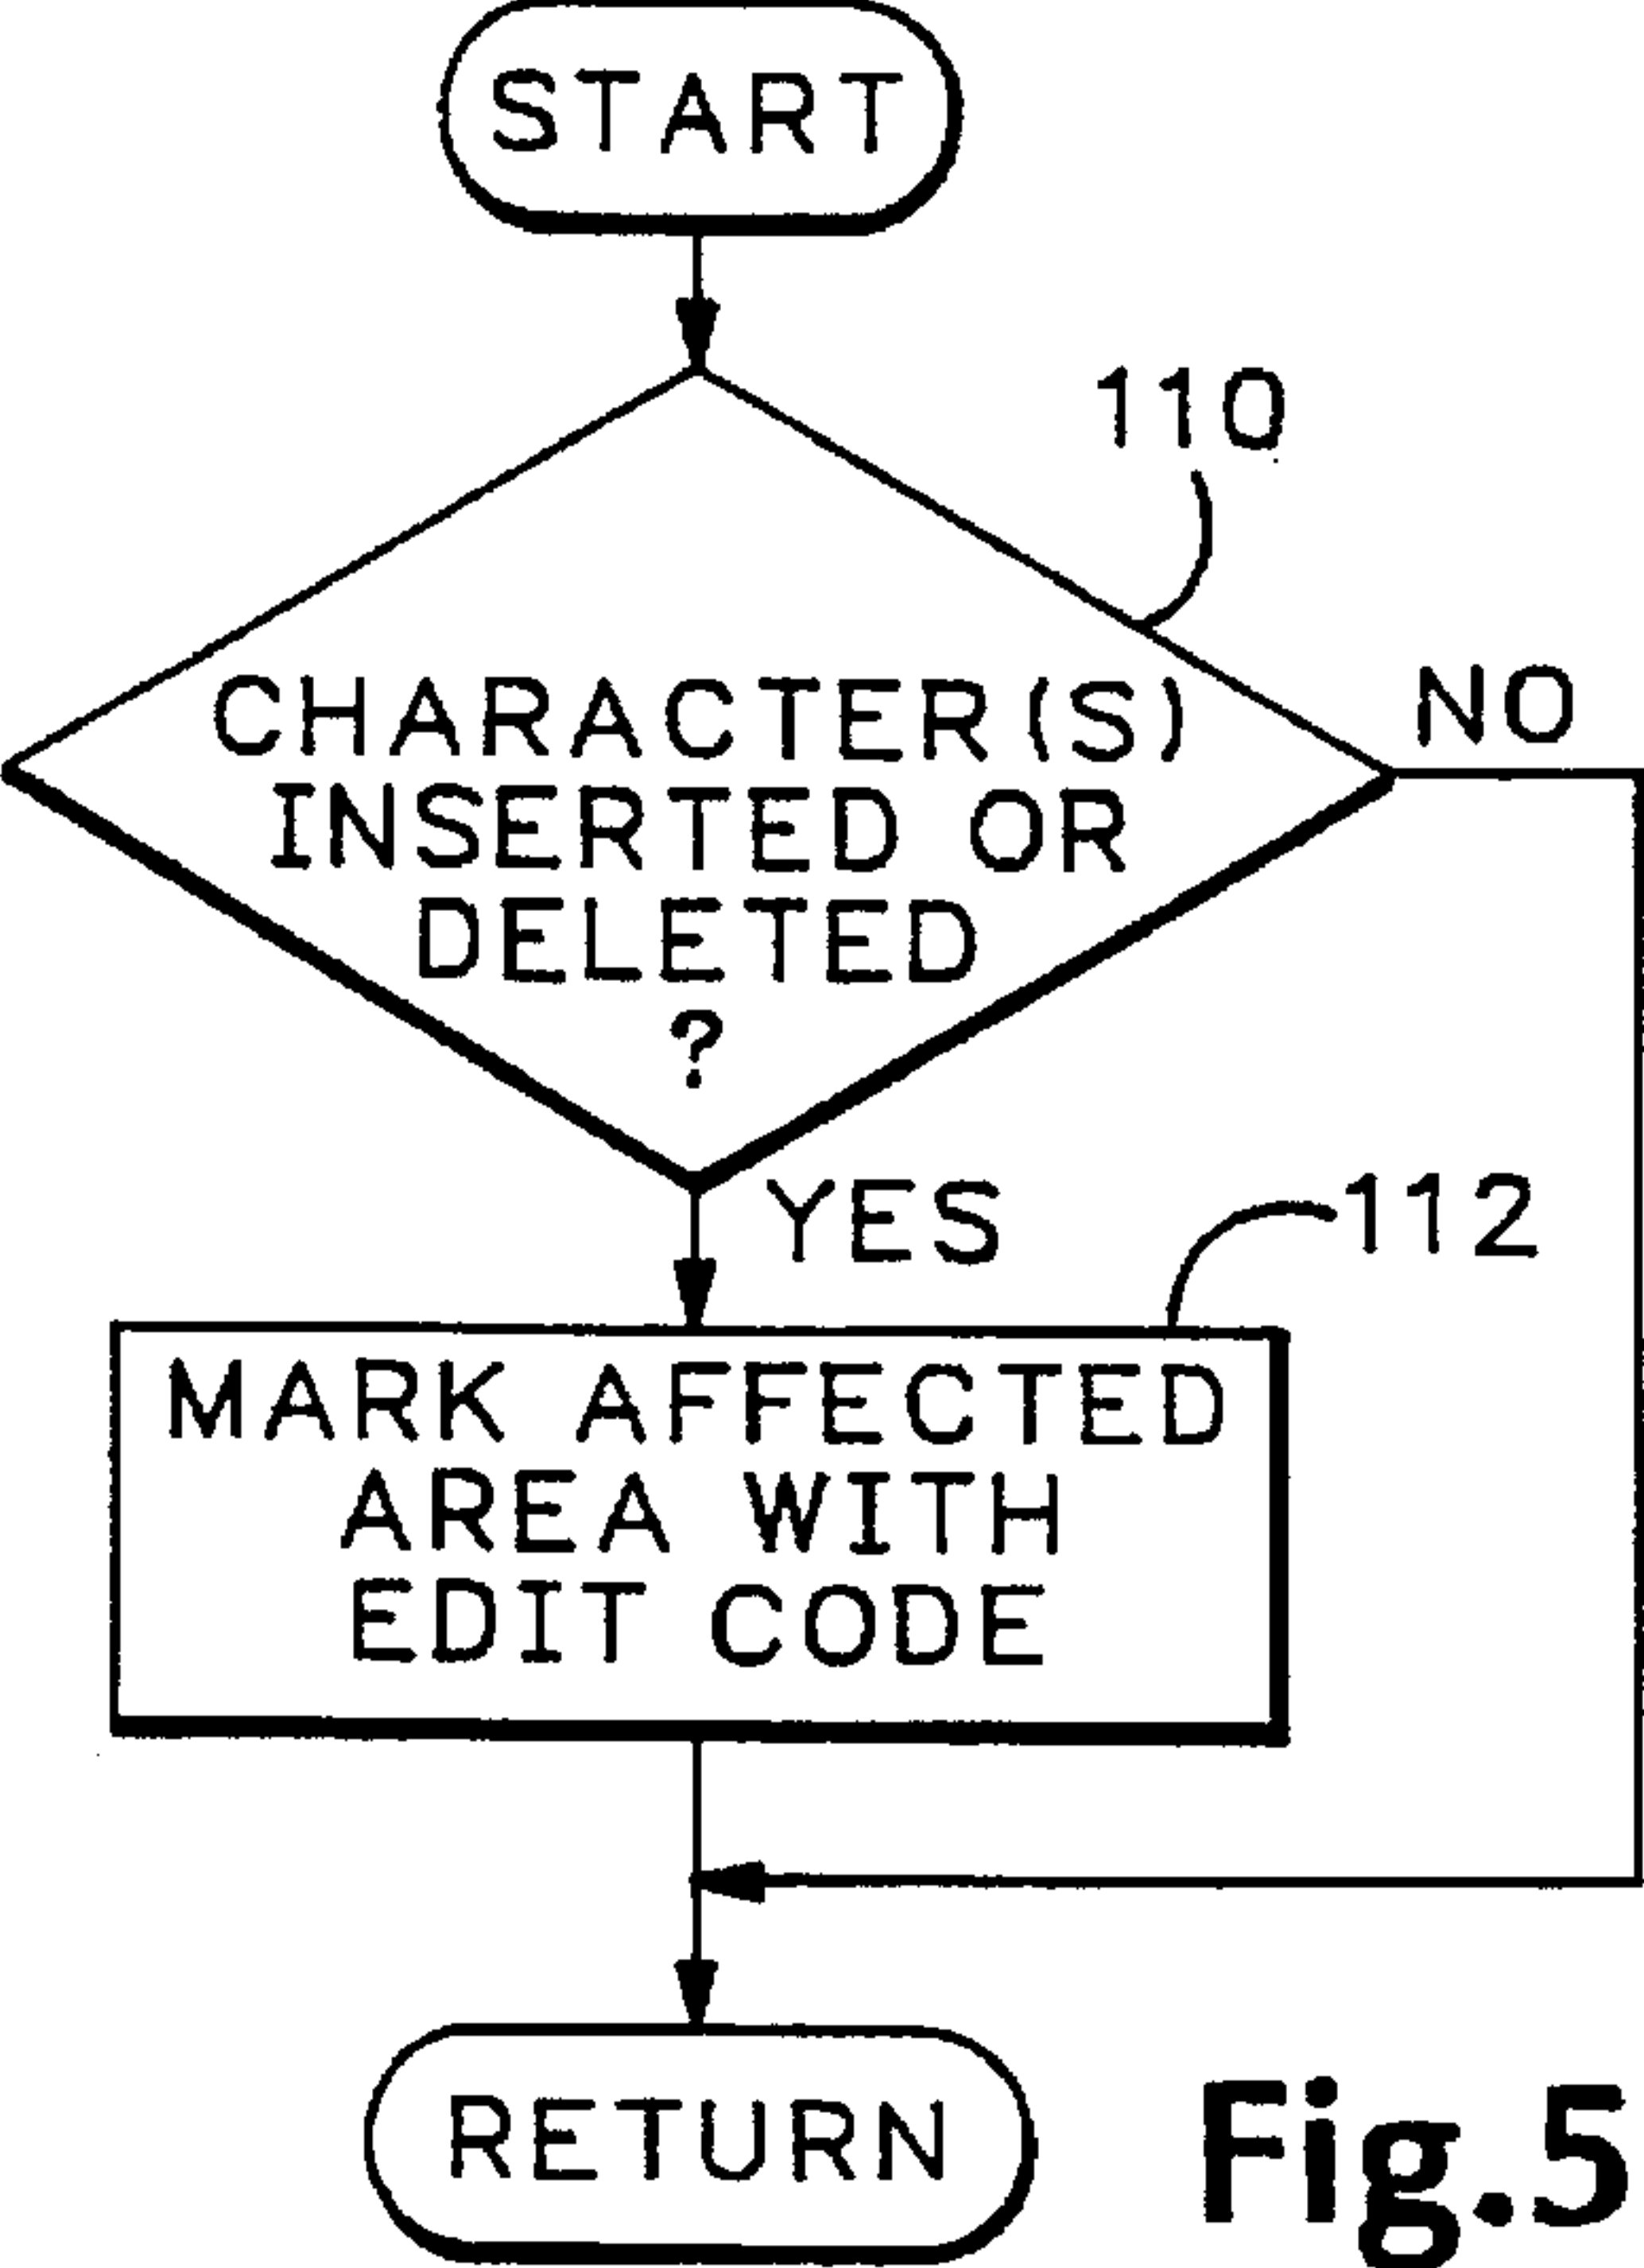 START
110
CHARACTER(S)
INSERTED OR
DELETED
?
NO
YES
112
MARK AFFECTED
AREA WITH
EDIT CODE
RETURN
Fig.5